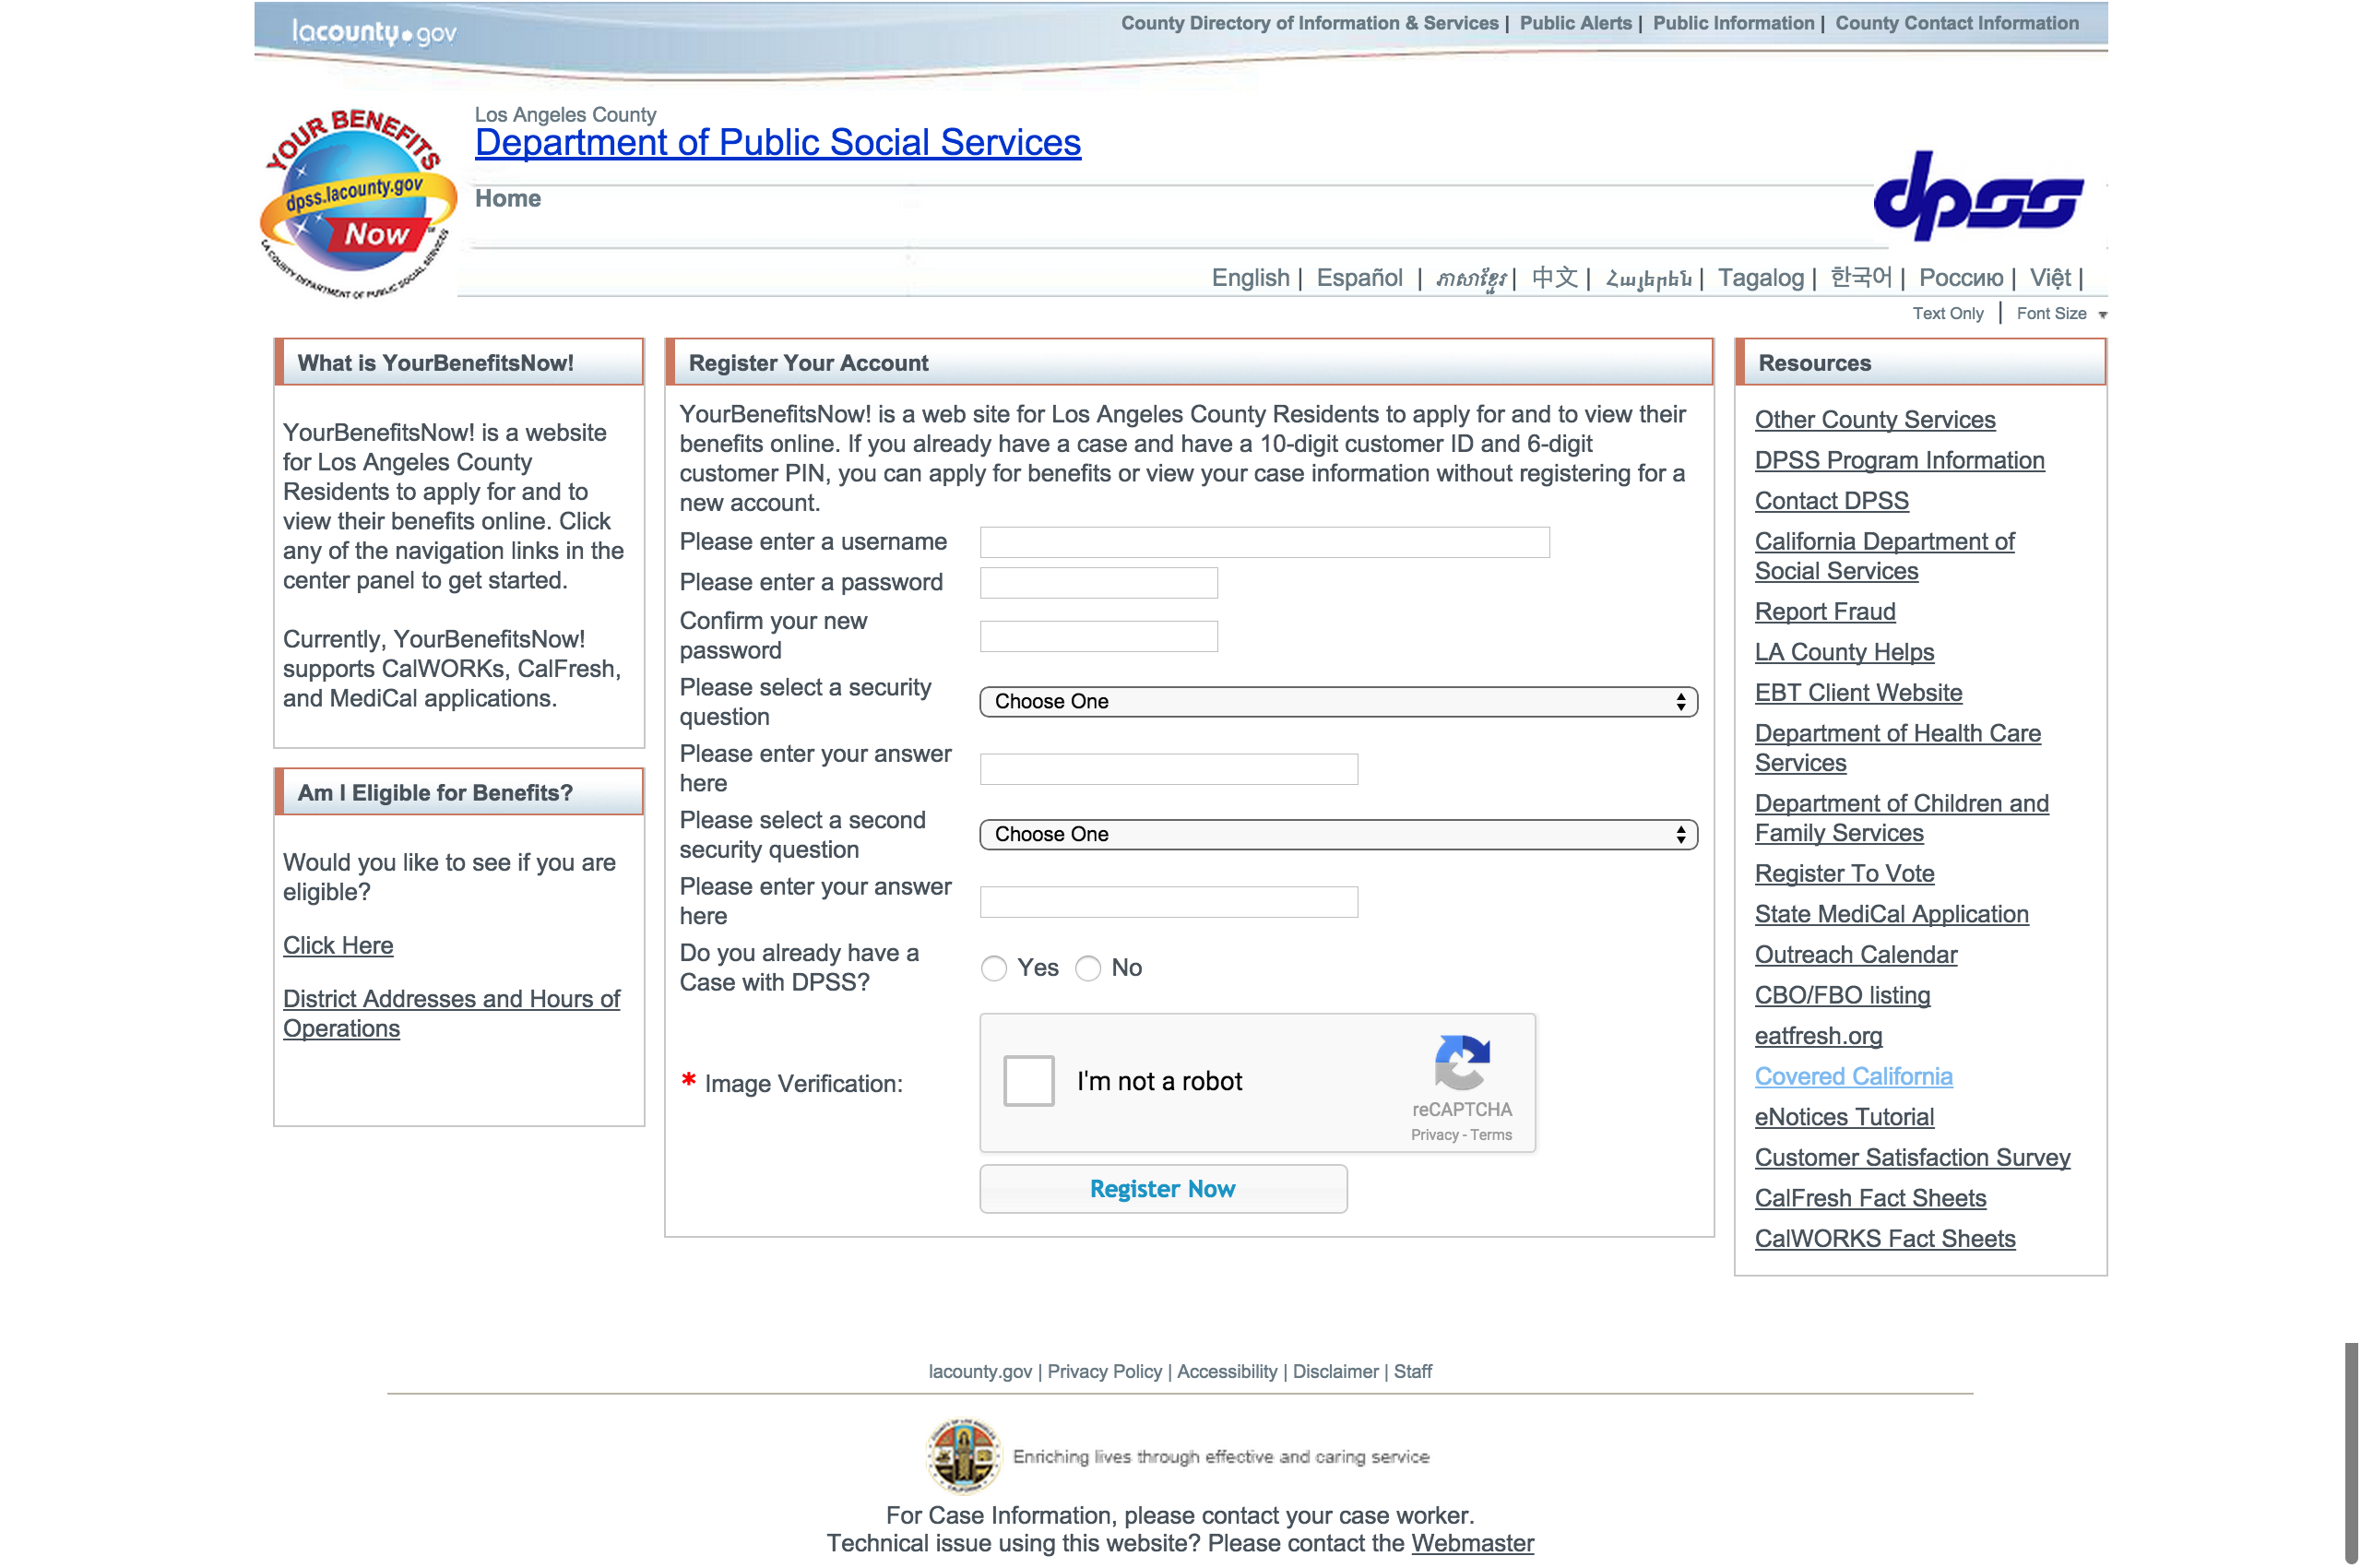 lacounty.gov
County Directory of Information & Services | Public Alerts | Public Information | County Contact Information
YOUR BENEFITS
dpss.lacounty.gov
Now
LA COUNTY DEPARTMENT OF PUBLIC SOCIAL SERVICES
Los Angeles County
Department of Public Social Services
Home
dpss
English | Español | ភាសាខ្មែរ | 中文 | Հայերեն | Tagalog | 한국어 | Россию | Việt |
Text Only | Font Size
What is YourBenefitsNow!
YourBenefitsNow! is a website
for Los Angeles County
Residents to apply for and to
view their benefits online. Click
any of the navigation links in the
center panel to get started.
Currently, YourBenefitsNow!
supports CalWORKs, CalFresh,
and MediCal applications.
Am I Eligible for Benefits?
Would you like to see if you are
eligible?
Click Here
District Addresses and Hours of
Operations
Register Your Account
YourBenefitsNow! is a web site for Los Angeles County Residents to apply for and to view their
benefits online. If you already have a case and have a 10-digit customer ID and 6-digit
customer PIN, you can apply for benefits or view your case information without registering for a
new account.
Please enter a username
Please enter a password
Confirm your new
password
Please select a security
question
Choose One
Please enter your answer
here
Please select a second
security question
Choose One
Please enter your answer
here
Do you already have a
Case with DPSS?
Yes No
* Image Verification:
I'm not a robot
reCAPTCHA
Privacy - Terms
Register Now
Resources
Other County Services
DPSS Program Information
Contact DPSS
California Department of
Social Services
Report Fraud
LA County Helps
EBT Client Website
Department of Health Care
Services
Department of Children and
Family Services
Register To Vote
State MediCal Application
Outreach Calendar
CBO/FBO listing
eatfresh.org
Covered California
eNotices Tutorial
Customer Satisfaction Survey
CalFresh Fact Sheets
CalWORKS Fact Sheets
lacounty.gov | Privacy Policy | Accessibility | Disclaimer | Staff
Enriching lives through effective and caring service
For Case Information, please contact your case worker.
Technical issue using this website? Please contact the Webmaster